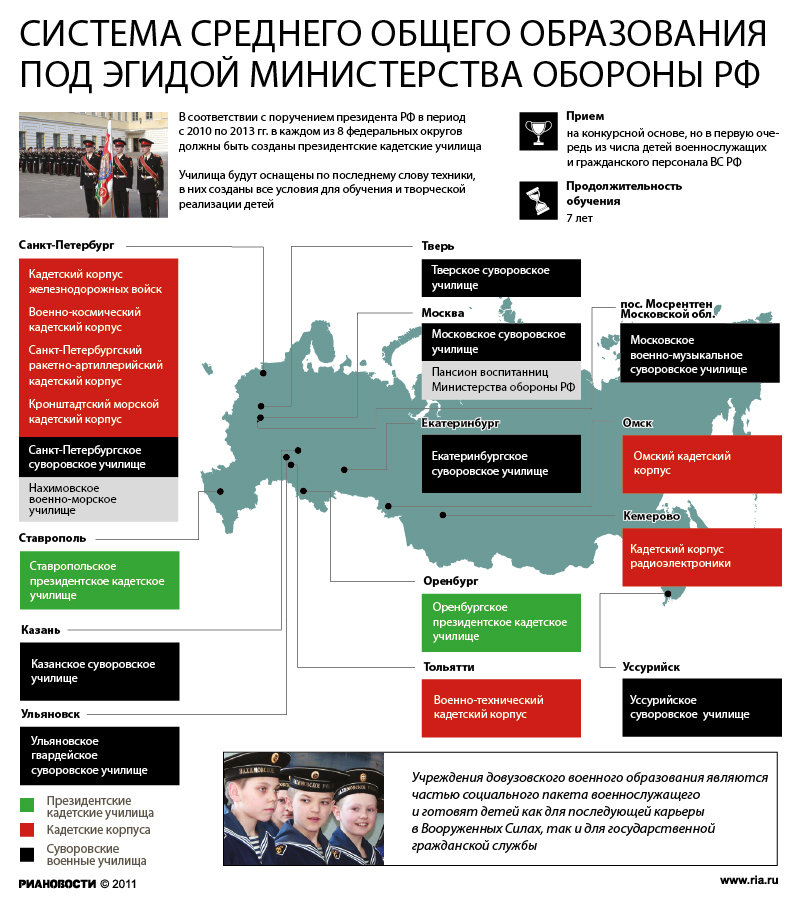 СИСТЕМА СРЕДНЕГО ОБЩЕГО ОБРАЗОВАНИЯ
ПОД ЭГИДОЙ МИНИСТЕРСТВА ОБОРОНЫ РФ
В соответствии с поручением президента РФ в период
с 2010 по 2013 гг. в каждом из 8 федеральных округов
должны быть созданы президентские кадетские училища
Училища будут оснащены по последнему слову техники,
в них созданы все условия для обучения и творческой
реализации детей
Прием
на конкурсной основе, но в первую оче-
редь из числа детей военнослужащих
и гражданского персонала ВС РФ
Продолжительность
обучения
7 лет
Санкт-Петербург
Кадетский корпус
железнодорожных войск
Военно-космический
кадетский корпус
Санкт-Петербургский
ракетно-артиллерийский
кадетский корпус
Кронштадтский морской
кадетский корпус
Санкт-Петербургское
суворовское училище
Нахимовское
военно-морское
училище
Ставрополь
Ставропольское
президентское кадетское
училище
Казань
Казанское суворовское
училище
Ульяновск
Ульяновское
гвардейское
суворовское училище
Тверь
Тверское суворовское
училище
Москва
Московское суворовское
училище
Пансион воспитанниц
Министерства обороны РФ
Екатеринбург
Екатеринбургское
суворовское училище
Оренбург
Оренбургское
президентское кадетское
училище
Тольятти
Военно-технический
кадетский корпус
пос. Мосрентген
Московской обл.
Московское
военно-музыкальное
суворовское училище
Омск
Омский кадетский
корпус
Кемерово
Кадетский корпус
радиоэлектроники
Уссурийск
Уссурийское
суворовское училище
Президентские
кадетские училища
Кадетские корпуса
Суворовские
военные училища
НАХИМОВСКОЕ
Учреждения довузовского военного образования являются
частью социального пакета военнослужащего
и готовят детей как для последующей карьеры
в Вооруженных Силах, так и для государственной
гражданской службы
РИАНОВОСТИ © 2011
www.ria.ru